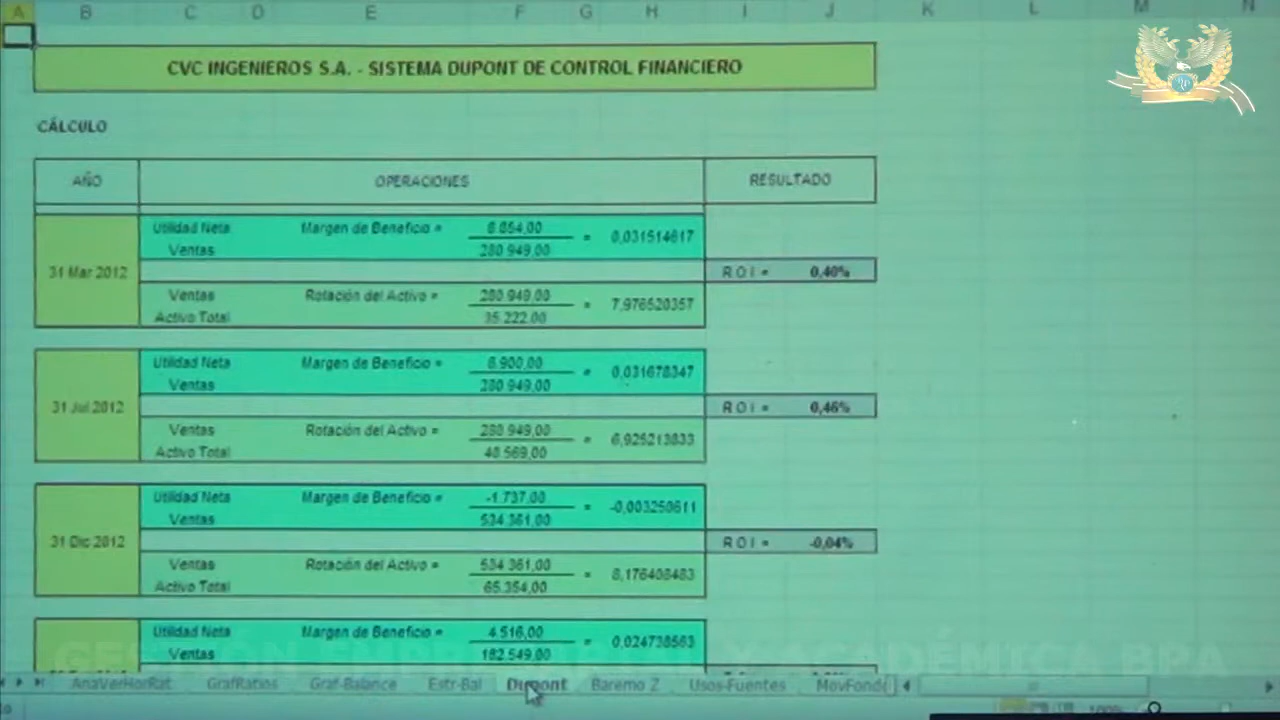 A B C D E F G H I J K L M N
CVC INGENIEROS S.A. - SISTEMA DUPONT DE CONTROL FINANCIERO
CÁLCULO
AÑO OPERACIONES RESULTADO
Utilidad Neta Margen de Beneficio = 8.854,00 = 0,031514617
Ventas 280.949,00
31 Mar 2012 R O I = 0,40%
Ventas Rotación del Activo = 280.949,00 = 7,976520357
Activo Total 35.222,00
Utilidad Neta Margen de Beneficio = 8.900,00 = 0,031678347
Ventas 280.949,00
31 Jul 2012 R O I = 0,46%
Ventas Rotación del Activo = 280.949,00 = 6,925213833
Activo Total 40.569,00
Utilidad Neta Margen de Beneficio = -1.737,00 = -0,003250611
Ventas 534.361,00
31 Dic 2012 R O I = -0,04%
Ventas Rotación del Activo = 534.361,00 = 8,176408483
Activo Total 65.354,00
Utilidad Neta Margen de Beneficio = 4.516,00 = 0,024738563
Ventas 182.549,00
GESTIÓN EMPRESARIAL Y ACADÉMICA RPA
AnaVerHorRat GrafRatios Graf-Balance Estr-Bal Dupont Baremo Z Usos-Fuentes MovFondo
100%